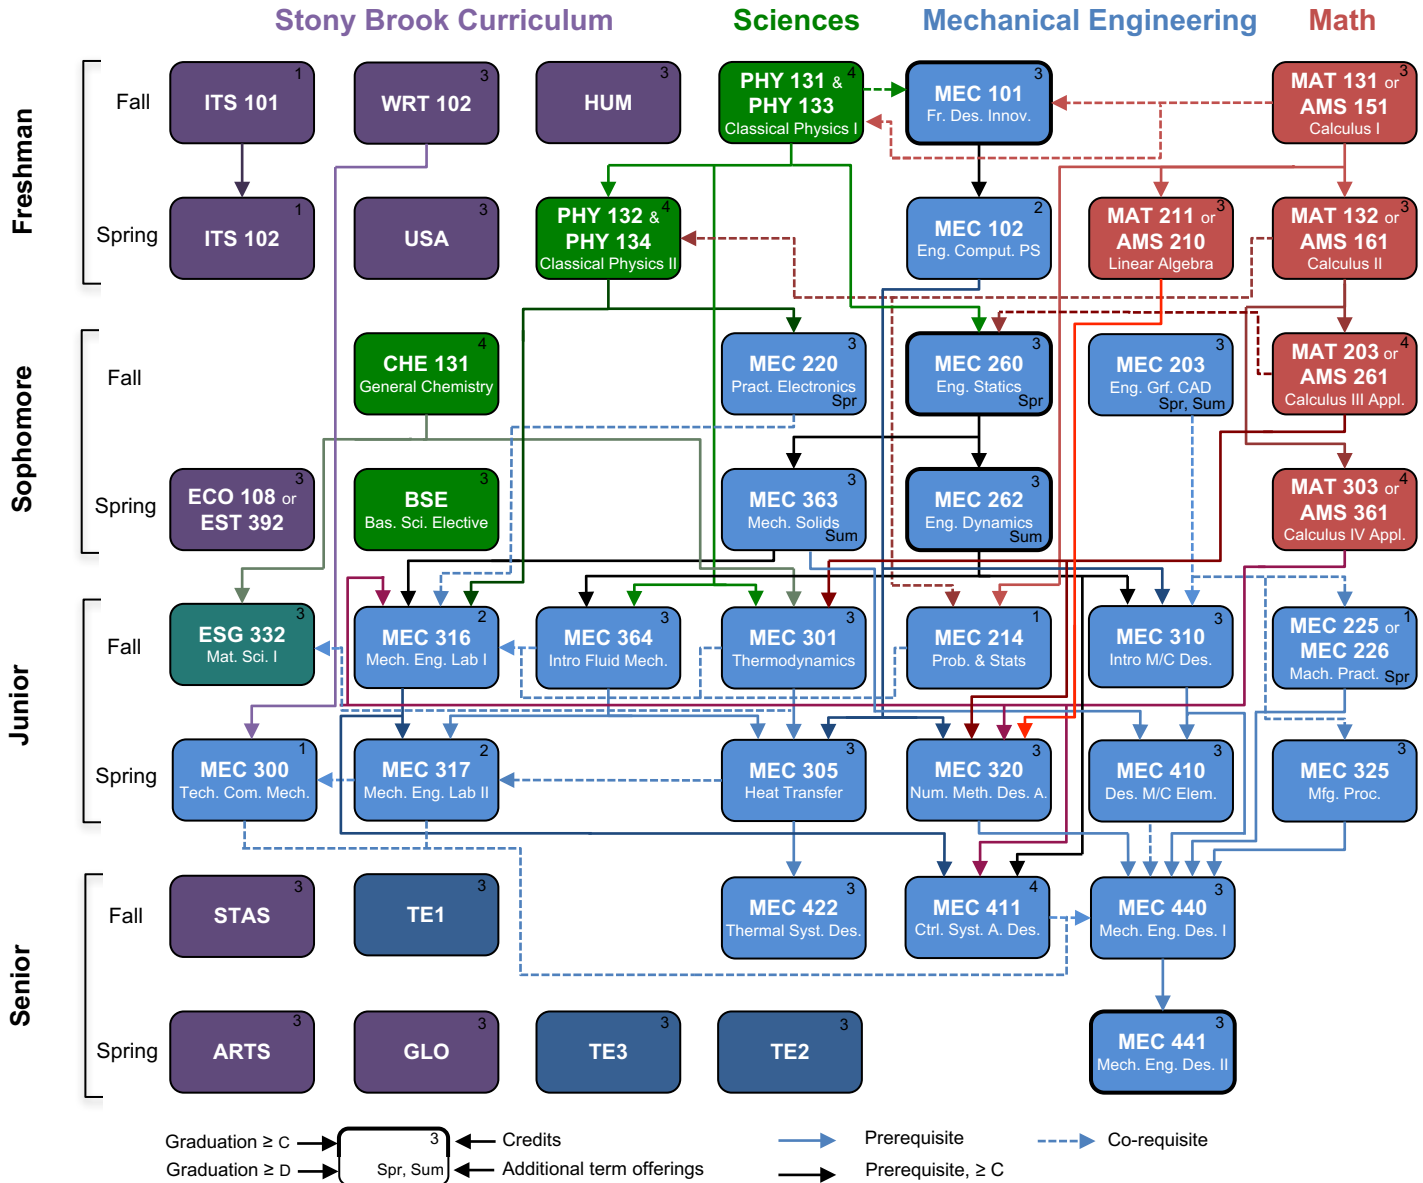 Stony Brook Curriculum
Sciences
Mechanical Engineering
Math
Freshman
Fall
1
ITS 101
3
WRT 102
3
HUM
4
PHY 131 &
PHY 133
Classical Physics I
3
MEC 101
Fr. Des. Innov.
3
MAT 131 or
AMS 151
Calculus I
Spring
1
ITS 102
3
USA
4
PHY 132 &
PHY 134
Classical Physics II
2
MEC 102
Eng. Comput. PS
3
MAT 211 or
AMS 210
Linear Algebra
3
MAT 132 or
AMS 161
Calculus II
Sophomore
Fall
4
CHE 131
General Chemistry
3
MEC 220
Pract. Electronics
Spr
3
MEC 260
Eng. Statics
Spr
3
MEC 203
Eng. Grf. CAD
Spr, Sum
4
MAT 203 or
AMS 261
Calculus III Appl.
Spring
3
ECO 108 or
EST 392
3
BSE
Bas. Sci. Elective
3
MEC 363
Mech. Solids
Sum
3
MEC 262
Eng. Dynamics
Sum
4
MAT 303 or
AMS 361
Calculus IV Appl.
Junior
Fall
3
ESG 332
Mat. Sci. I
2
MEC 316
Mech. Eng. Lab I
3
MEC 364
Intro Fluid Mech.
3
MEC 301
Thermodynamics
1
MEC 214
Prob. & Stats
3
MEC 310
Intro M/C Des.
1
MEC 225 or
MEC 226
Mach. Pract.
Spr
Spring
1
MEC 300
Tech. Com. Mech.
2
MEC 317
Mech. Eng. Lab II
3
MEC 305
Heat Transfer
3
MEC 320
Num. Meth. Des. A.
3
MEC 410
Des. M/C Elem.
3
MEC 325
Mfg. Proc.
Senior
Fall
3
STAS
3
TE1
3
MEC 422
Thermal Syst. Des.
4
MEC 411
Ctrl. Syst. A. Des.
3
MEC 440
Mech. Eng. Des. I
Spring
3
ARTS
3
GLO
3
TE3
3
TE2
3
MEC 441
Mech. Eng. Des. II
Graduation ≥ C
3
Credits
Prerequisite
Co-requisite
Graduation ≥ D
Spr, Sum
Additional term offerings
Prerequisite, ≥ C